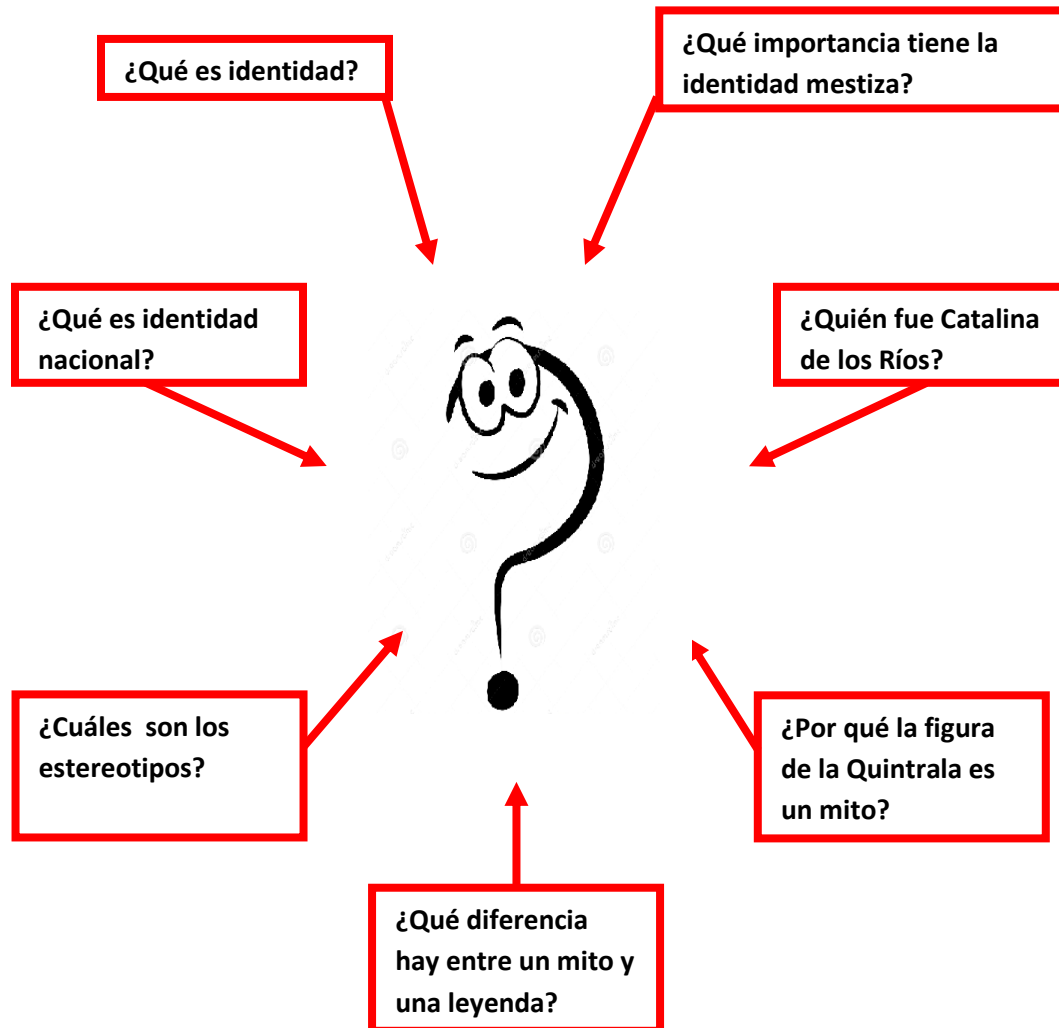 ¿Qué es identidad?
¿Qué importancia tiene la
identidad mestiza?
¿Qué es identidad
nacional?
¿Quién fue Catalina
de los Ríos?
¿Cuáles  son los
estereotipos?
¿Por qué la figura
de la Quintrala es
un mito?
¿Qué diferencia
hay entre un mito y
una leyenda?